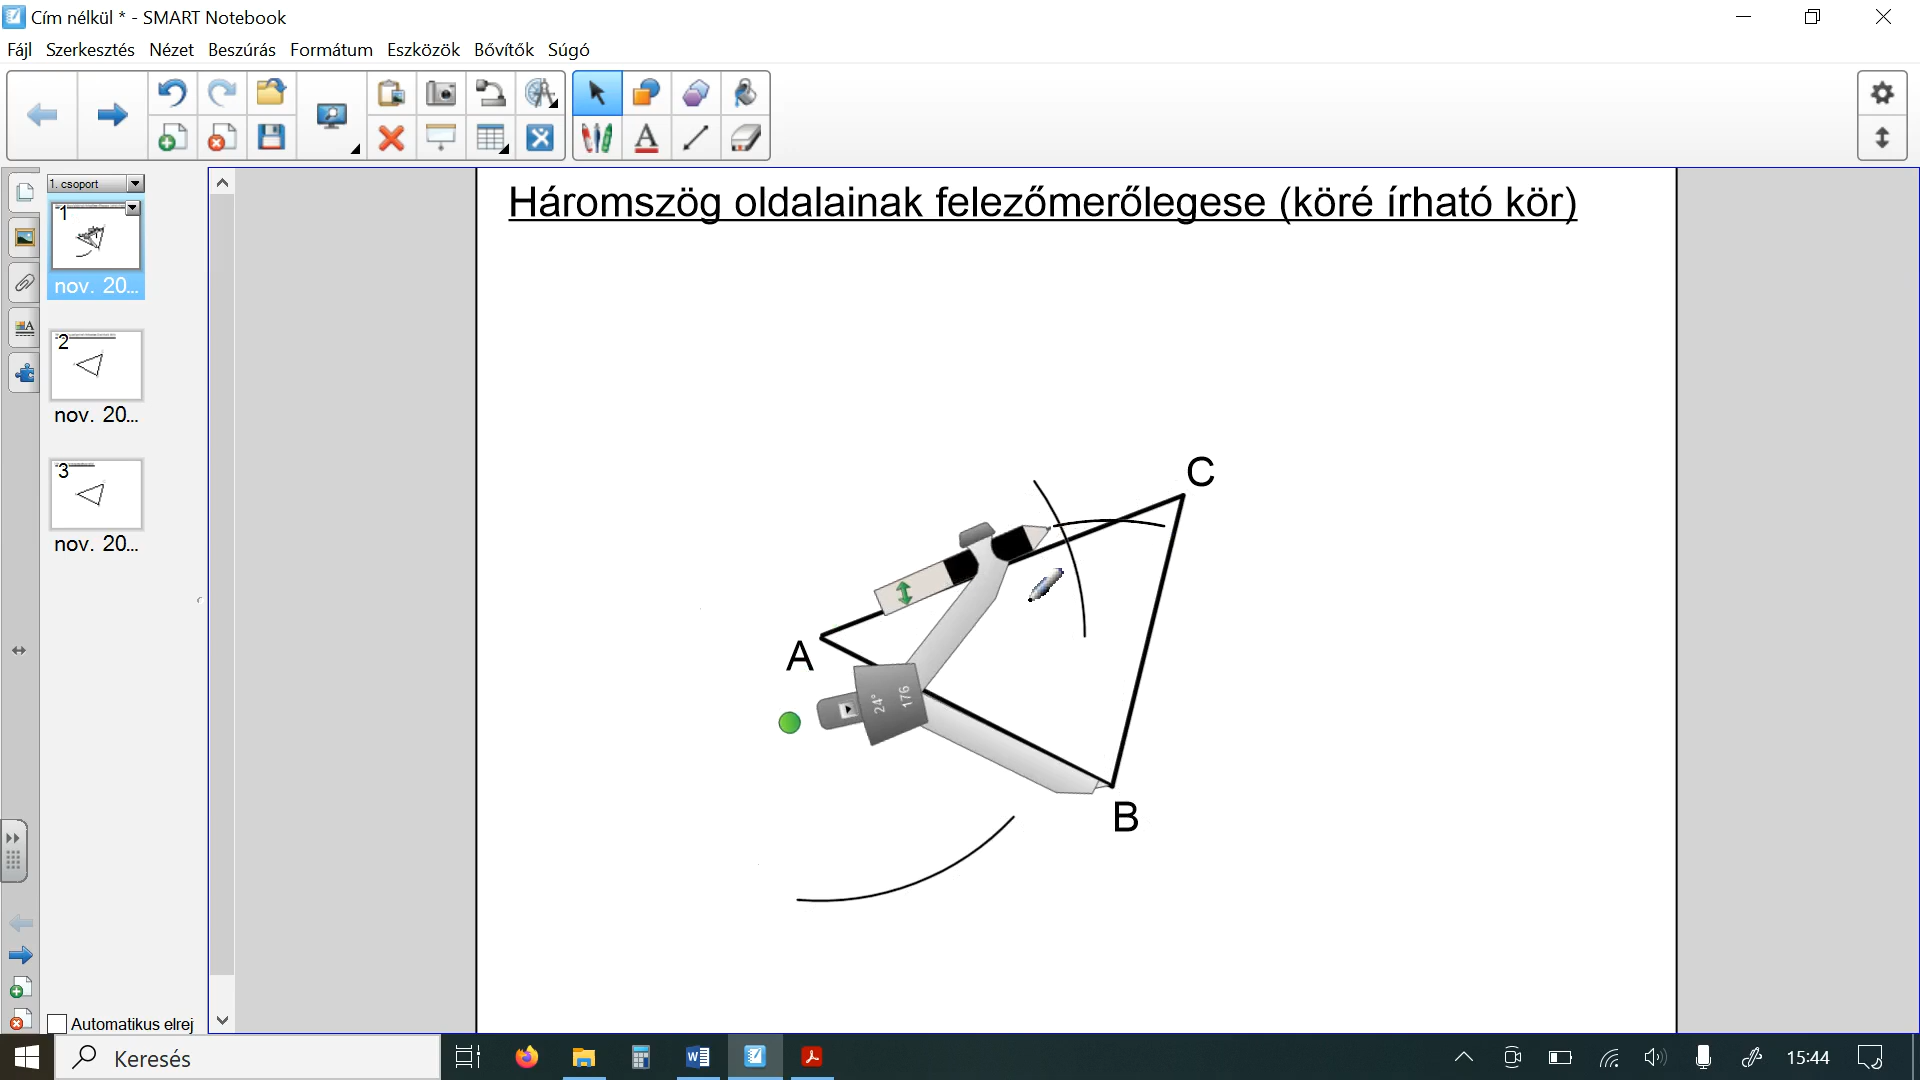 Cím nélkül * - SMART Notebook
Fájl Szerkesztés Nézet Beszúrás Formátum Eszközök Bővítők Súgó
1. csoport
1
nov. 20...
2
nov. 20...
3
nov. 20...
Automatikus elrej
Háromszög oldalainak felezőmerőlegese (köré írható kör)
C
A
24°
176
B
Keresés
15:44